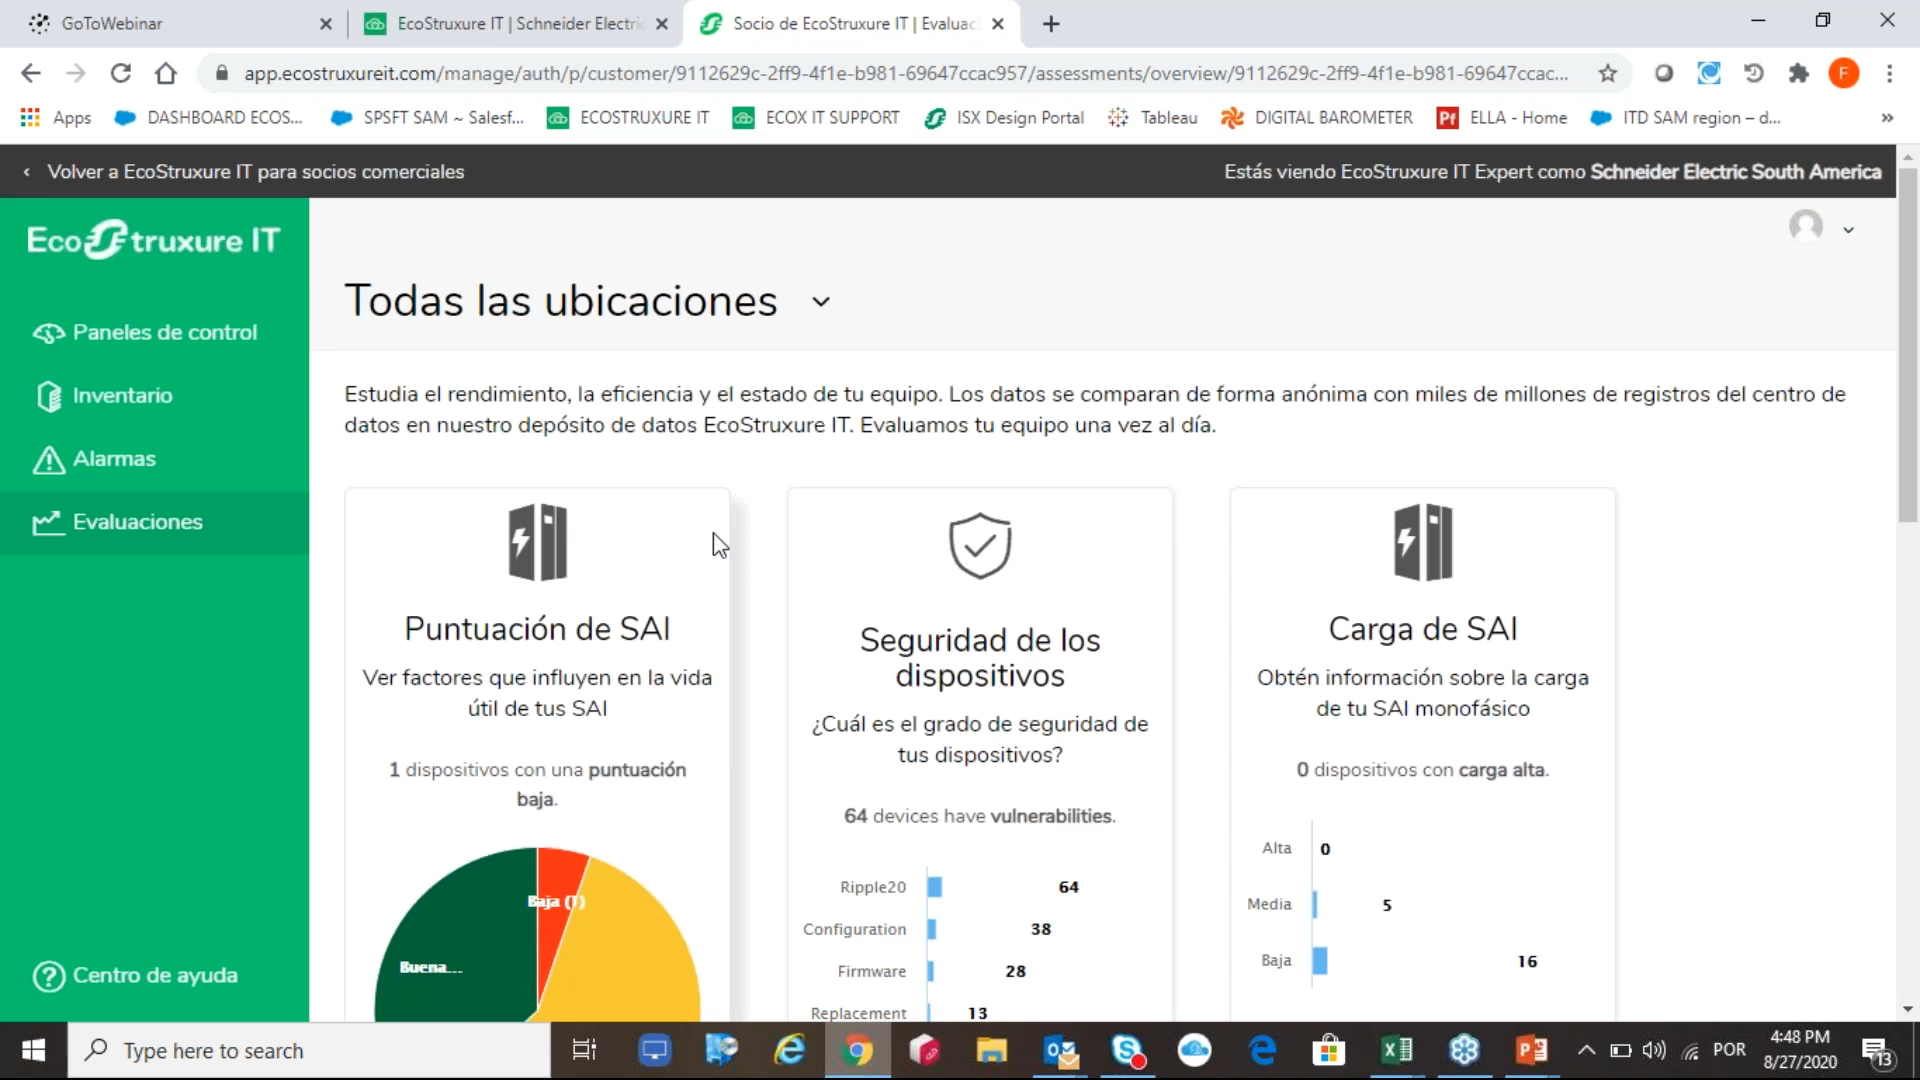 GoToWebinar
EcoStruxure IT | Schneider Electric
Socio de EcoStruxure IT | Evaluac
app.ecostruxureit.com/manage/auth/p/customer/9112629c-2ff9-4f1e-b981-69647ccac957/assessments/overview/9112629c-2ff9-4f1e-b981-69647ccac...
F
Apps
DASHBOARD ECOS...
SPSFT SAM ~ Salesf...
ECOSTRUXURE IT
ECOX IT SUPPORT
ISX Design Portal
Tableau
DIGITAL BAROMETER
Pf
ELLA - Home
ITD SAM region – d...
»
‹ Volver a EcoStruxure IT para socios comerciales
Estás viendo EcoStruxure IT Expert como Schneider Electric South America
EcoStruxure IT
Paneles de control
Inventario
Alarmas
Evaluaciones
Centro de ayuda
Todas las ubicaciones
Estudia el rendimiento, la eficiencia y el estado de tu equipo. Los datos se comparan de forma anónima con miles de millones de registros del centro de
datos en nuestro depósito de datos EcoStruxure IT. Evaluamos tu equipo una vez al día.
Puntuación de SAI
Ver factores que influyen en la vida
útil de tus SAI
1 dispositivos con una puntuación
baja.
Baja (1)
Buena...
Seguridad de los
dispositivos
¿Cuál es el grado de seguridad de
tus dispositivos?
64 devices have vulnerabilities.
Ripple20 64
Configuration 38
Firmware 28
Replacement 13
Carga de SAI
Obtén información sobre la carga
de tu SAI monofásico
0 dispositivos con carga alta.
Alta 0
Media 5
Baja 16
Type here to search
POR
4:48 PM
8/27/2020
13